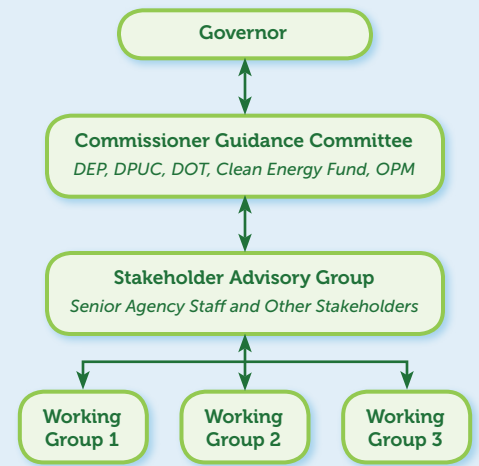 Governor
Commissioner Guidance Committee
DEP, DPUC, DOT, Clean Energy Fund, OPM
Stakeholder Advisory Group
Senior Agency Staff and Other Stakeholders
Working
Group 1
Working
Group 2
Working
Group 3